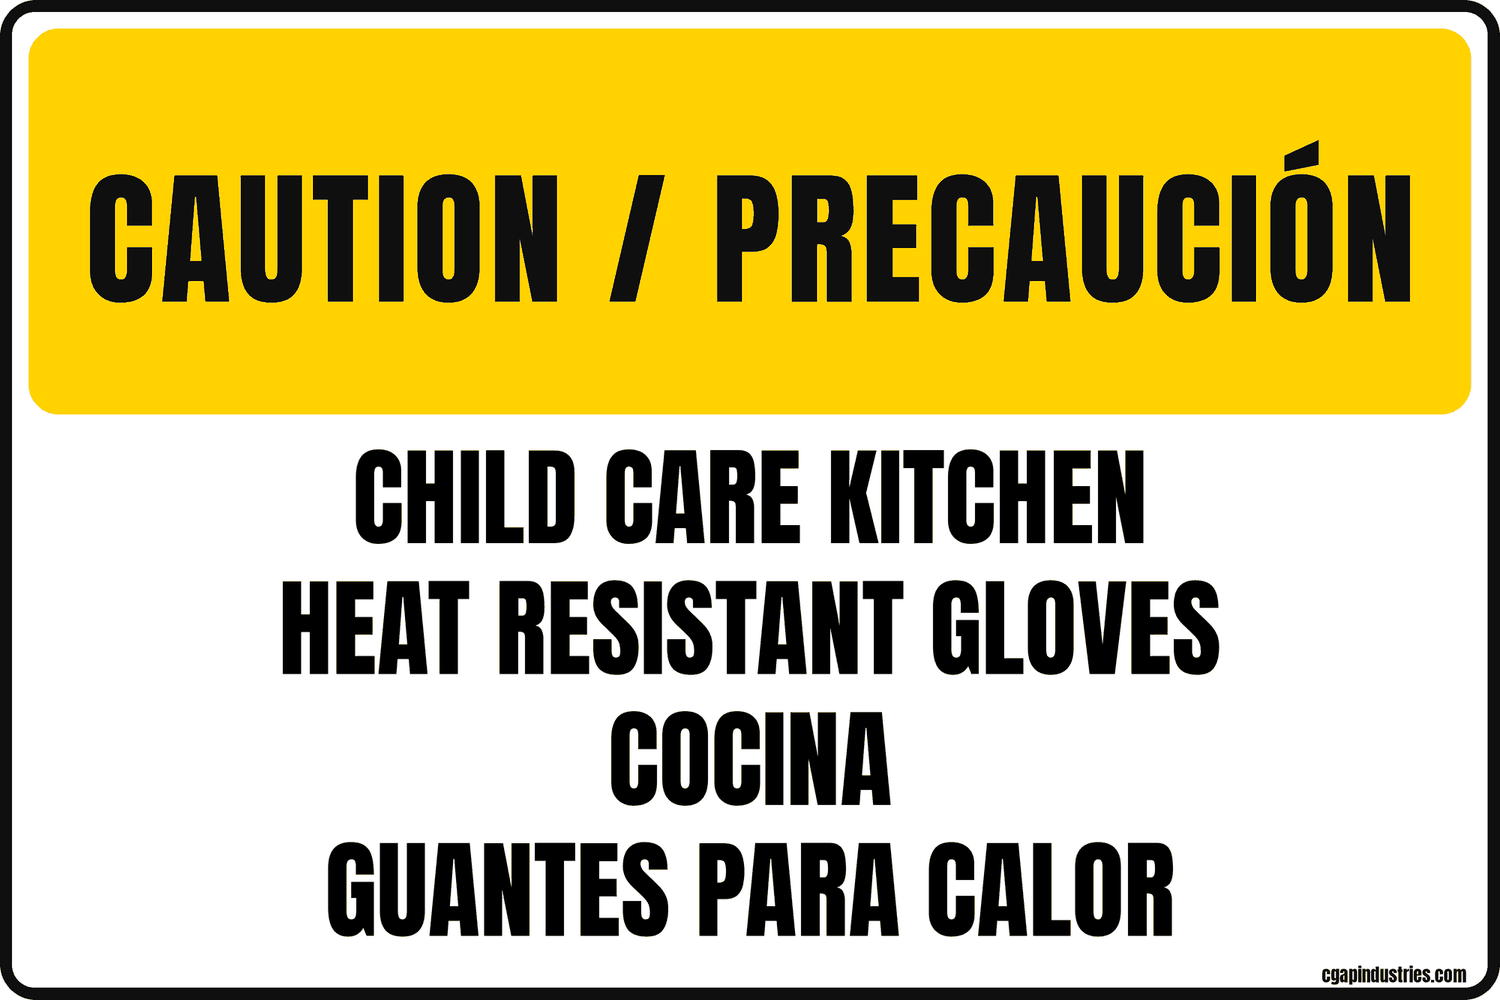 CAUTION / PRECAUCIÓN
CHILD CARE KITCHEN
HEAT RESISTANT GLOVES
COCINA
GUANTES PARA CALOR
cgapindustries.com